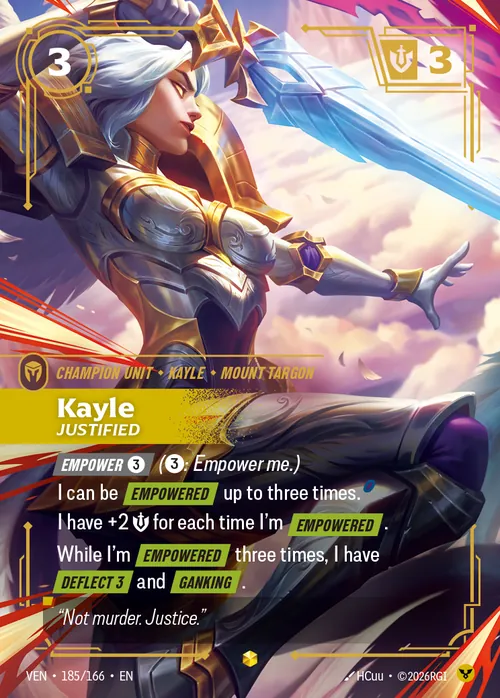 3
3
CHAMPION UNIT • KAYLE • MOUNT TARGON
Kayle
JUSTIFIED
EMPOWER 3 (3: Empower me.)
I can be EMPOWERED up to three times.
I have +2 for each time I'm EMPOWERED.
While I'm EMPOWERED three times, I have
DEFLECT 3 and GANKING.
"Not murder. Justice."
VEN • 185/166 • EN
HCuu • ©2026RGI